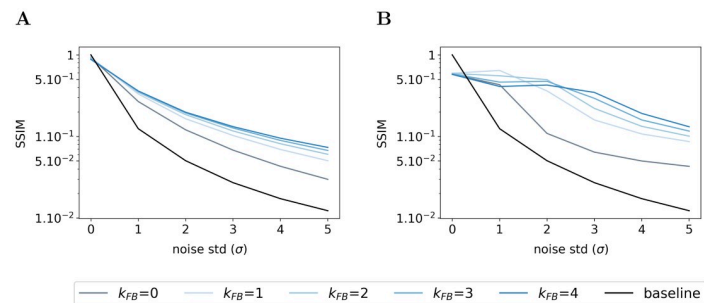 A
B
1
5.10⁻¹
1.10⁻¹
5.10⁻²
1.10⁻²
SSIM
0 1 2 3 4 5
noise std (σ)
1
5.10⁻¹
1.10⁻¹
5.10⁻²
1.10⁻²
SSIM
0 1 2 3 4 5
noise std (σ)
k_FB=0 k_FB=1 k_FB=2 k_FB=3 k_FB=4 baseline